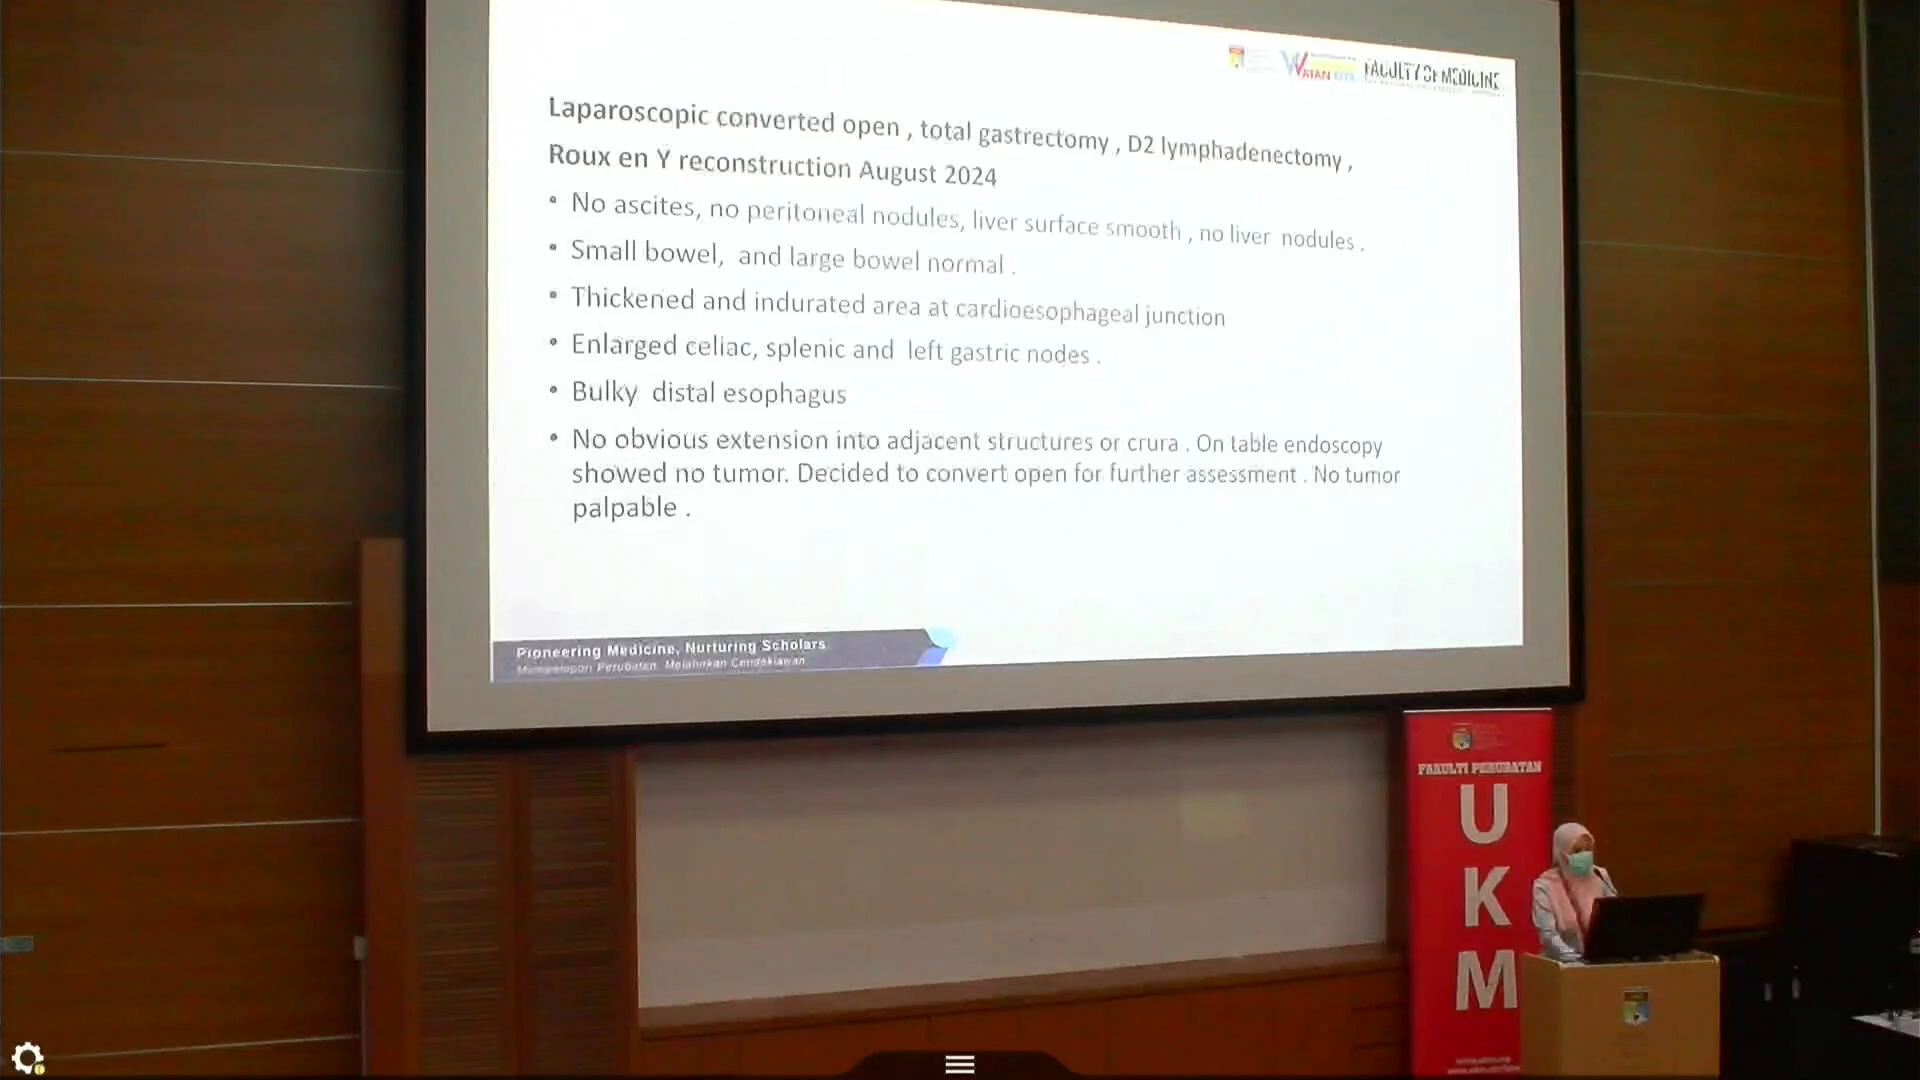 WATAN
FACULTY OF MEDICINE
Laparoscopic converted open , total gastrectomy , D2 lymphadenectomy ,
Roux en Y reconstruction August 2024
• No ascites, no peritoneal nodules, liver surface smooth , no liver nodules .
• Small bowel, and large bowel normal .
• Thickened and indurated area at cardioesophageal junction
• Enlarged celiac, splenic and left gastric nodes .
• Bulky distal esophagus
• No obvious extension into adjacent structures or crura . On table endoscopy
showed no tumor. Decided to convert open for further assessment . No tumor
palpable .
Pioneering Medicine, Nurturing Scholars
Perubatan, Melahirkan Cendekiawan
FAKULTI PERUBATAN
U
K
M